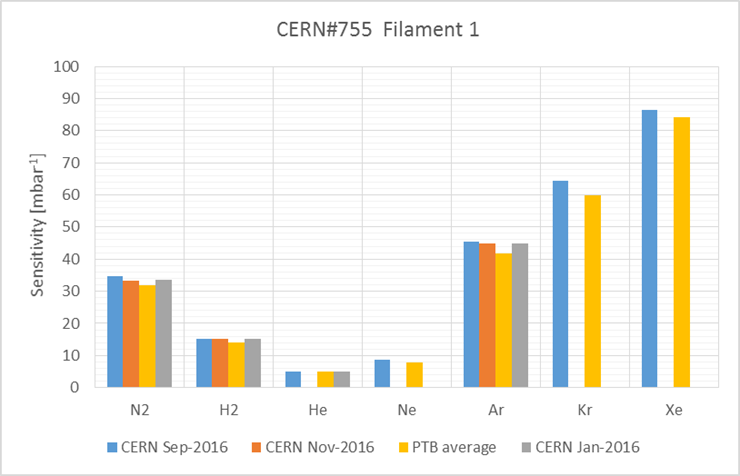 CERN#755 Filament 1
Sensitivity [mbar⁻¹]
100
90
80
70
60
50
40
30
20
10
0
N2 H2 He Ne Ar Kr Xe
CERN Sep-2016 CERN Nov-2016 PTB average CERN Jan-2016